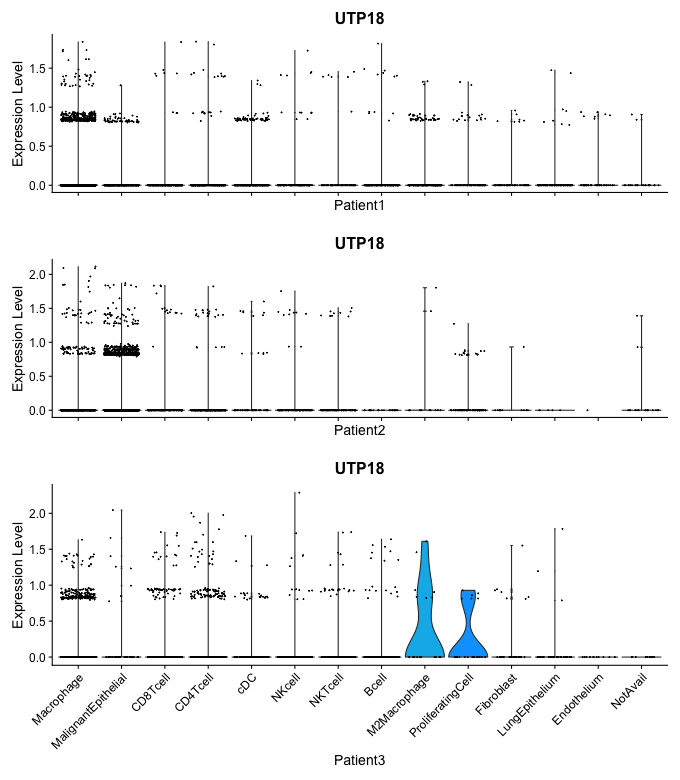 UTP18
Expression Level
1.5
1.0
0.5
0.0
Patient1
UTP18
Expression Level
2.0
1.5
1.0
0.5
0.0
Patient2
UTP18
Expression Level
2.0
1.5
1.0
0.5
0.0
Macrophage
MalignantEpithelial
CD8Tcell
CD4Tcell
cDC
NKcell
NKTcell
Bcell
M2Macrophage
ProliferatingCell
Fibroblast
LungEpithelium
Endothelium
NotAvail
Patient3